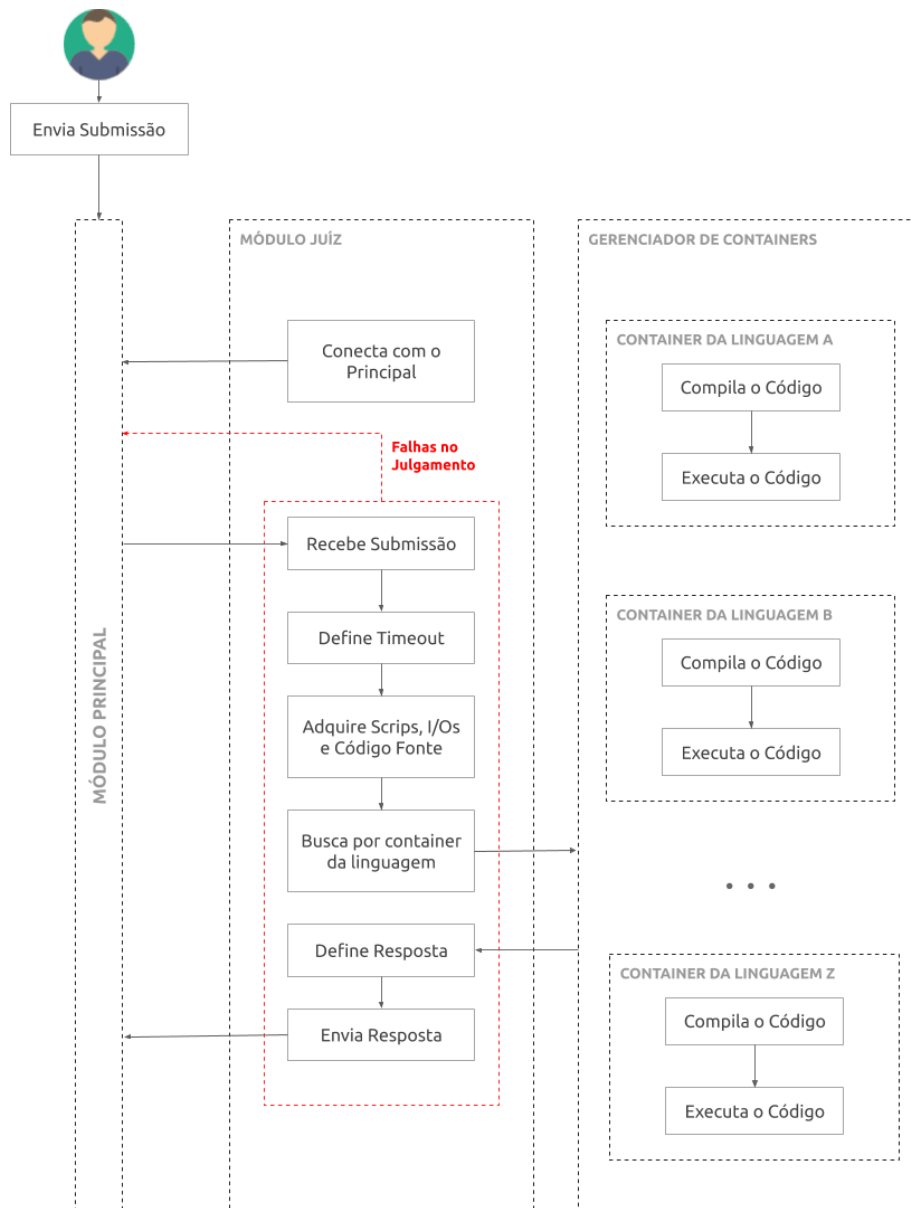 Envia Submissão
MÓDULO PRINCIPAL
MÓDULO JUÍZ
Conecta com o
Principal
Falhas no
Julgamento
Recebe Submissão
Define Timeout
Adquire Scrips, I/Os
e Código Fonte
Busca por container
da linguagem
Define Resposta
Envia Resposta
GERENCIADOR DE CONTAINERS
CONTAINER DA LINGUAGEM A
Compila o Código
Executa o Código
CONTAINER DA LINGUAGEM B
Compila o Código
Executa o Código
. . .
CONTAINER DA LINGUAGEM Z
Compila o Código
Executa o Código